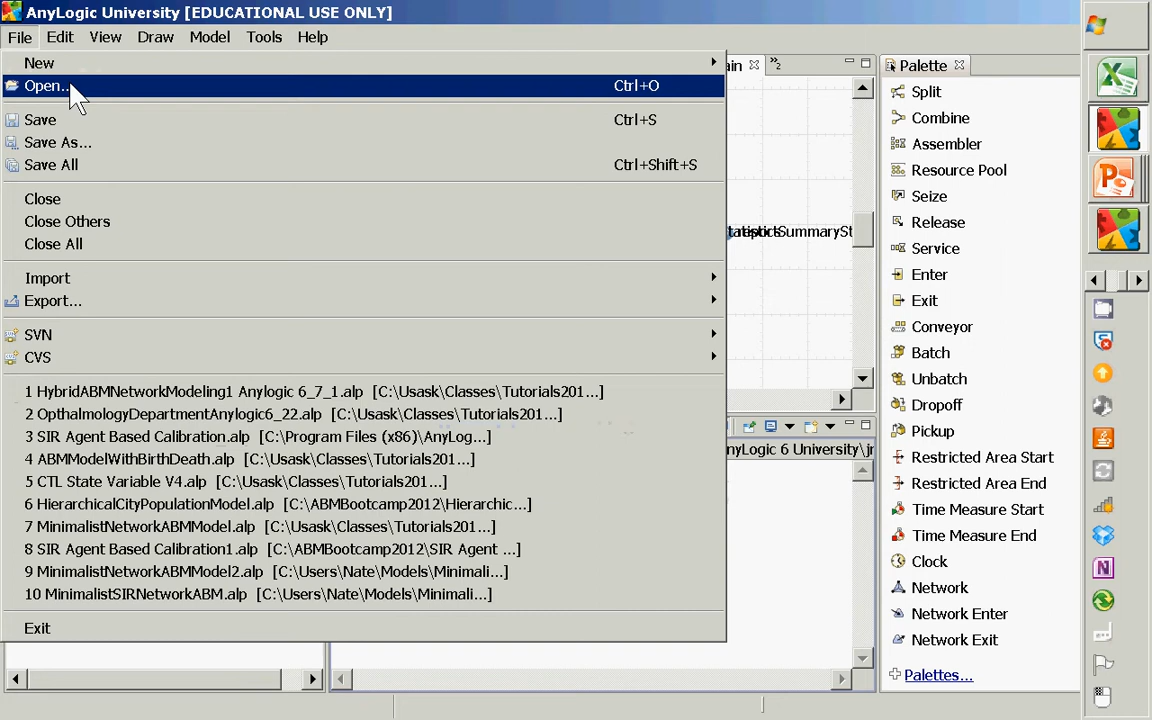 AnyLogic University [EDUCATIONAL USE ONLY]
File Edit View Draw Model Tools Help
New
Open... Ctrl+O
Save Ctrl+S
Save As...
Save All Ctrl+Shift+S
Close
Close Others
Close All
Import
Export...
SVN
CVS
1 HybridABMNetworkModeling1 Anylogic 6_7_1.alp [C:\Usask\Classes\Tutorials201...]
2 OpthalmologyDepartmentAnylogic6_22.alp [C:\Usask\Classes\Tutorials201...]
3 SIR Agent Based Calibration.alp [C:\Program Files (x86)\AnyLog...]
4 ABMModelWithBirthDeath.alp [C:\Usask\Classes\Tutorials201...]
5 CTL State Variable V4.alp [C:\Usask\Classes\Tutorials201...]
6 HierarchicalCityPopulationModel.alp [C:\ABMBootcamp2012\Hierarchic...]
7 MinimalistNetworkABMModel.alp [C:\Usask\Classes\Tutorials201...]
8 SIR Agent Based Calibration1.alp [C:\ABMBootcamp2012\SIR Agent ...]
9 MinimalistNetworkABMModel2.alp [C:\Users\Nate\Models\Minimali...]
10 MinimalistSIRNetworkABM.alp [C:\Users\Nate\Models\Minimali...]
Exit
ain
»2
SummarySt
nyLogic 6 University\jr
Palette
Split
Combine
Assembler
Resource Pool
Seize
Release
Service
Enter
Exit
Conveyor
Batch
Unbatch
Dropoff
Pickup
Restricted Area Start
Restricted Area End
Time Measure Start
Time Measure End
Clock
Network
Network Enter
Network Exit
Palettes...